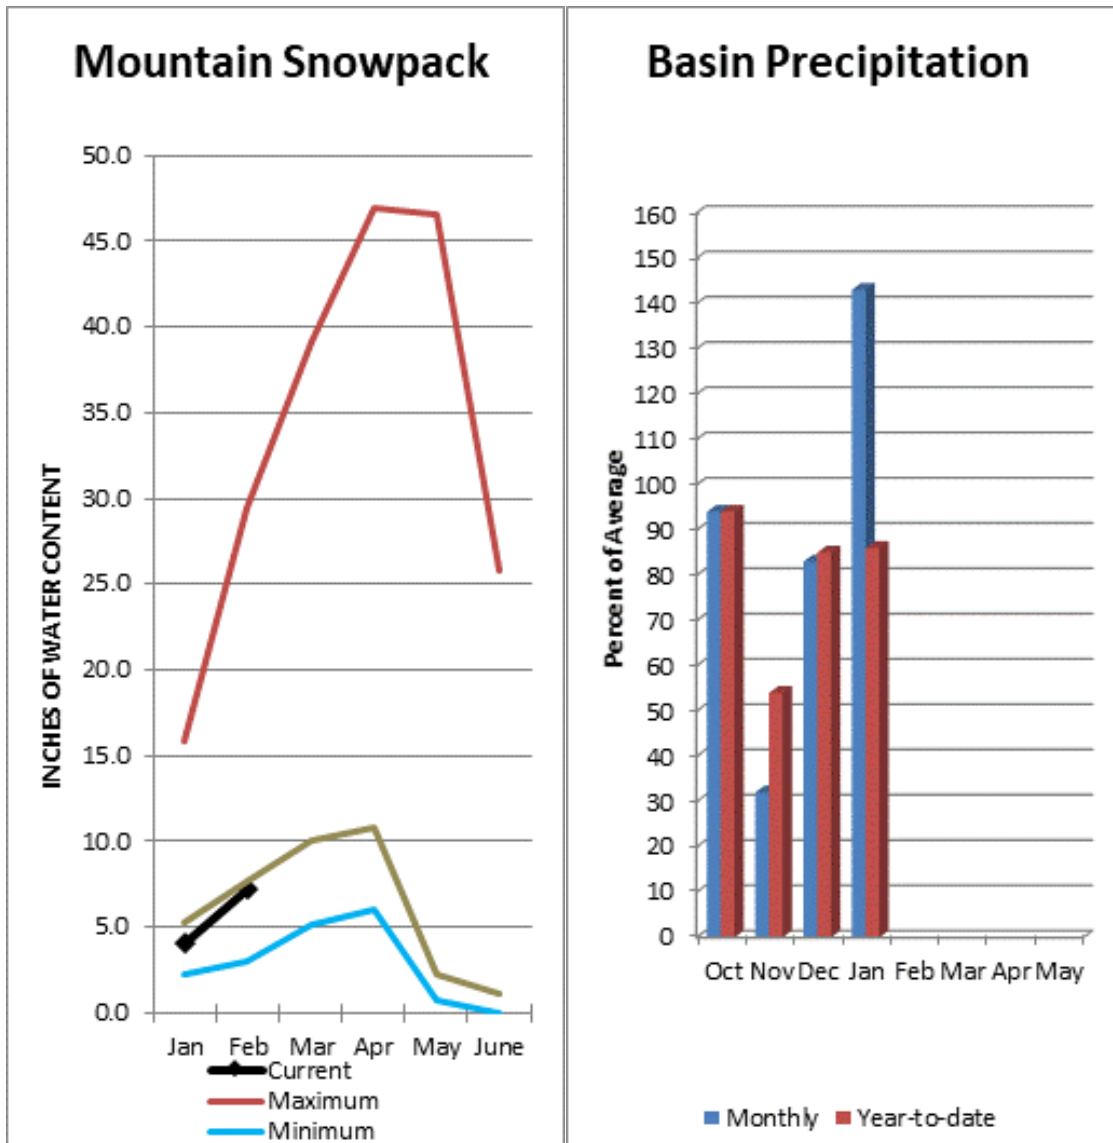 Mountain Snowpack
50.0
45.0
40.0
35.0
30.0
25.0
20.0
15.0
10.0
5.0
0.0
INCHES OF WATER CONTENT
Jan Feb Mar Apr May June
Current
Maximum
Minimum
Basin Precipitation
160
150
140
130
120
110
100
90
80
70
60
50
40
30
20
10
0
Percent of Average
Oct Nov Dec Jan Feb Mar Apr May
Monthly Year-to-date